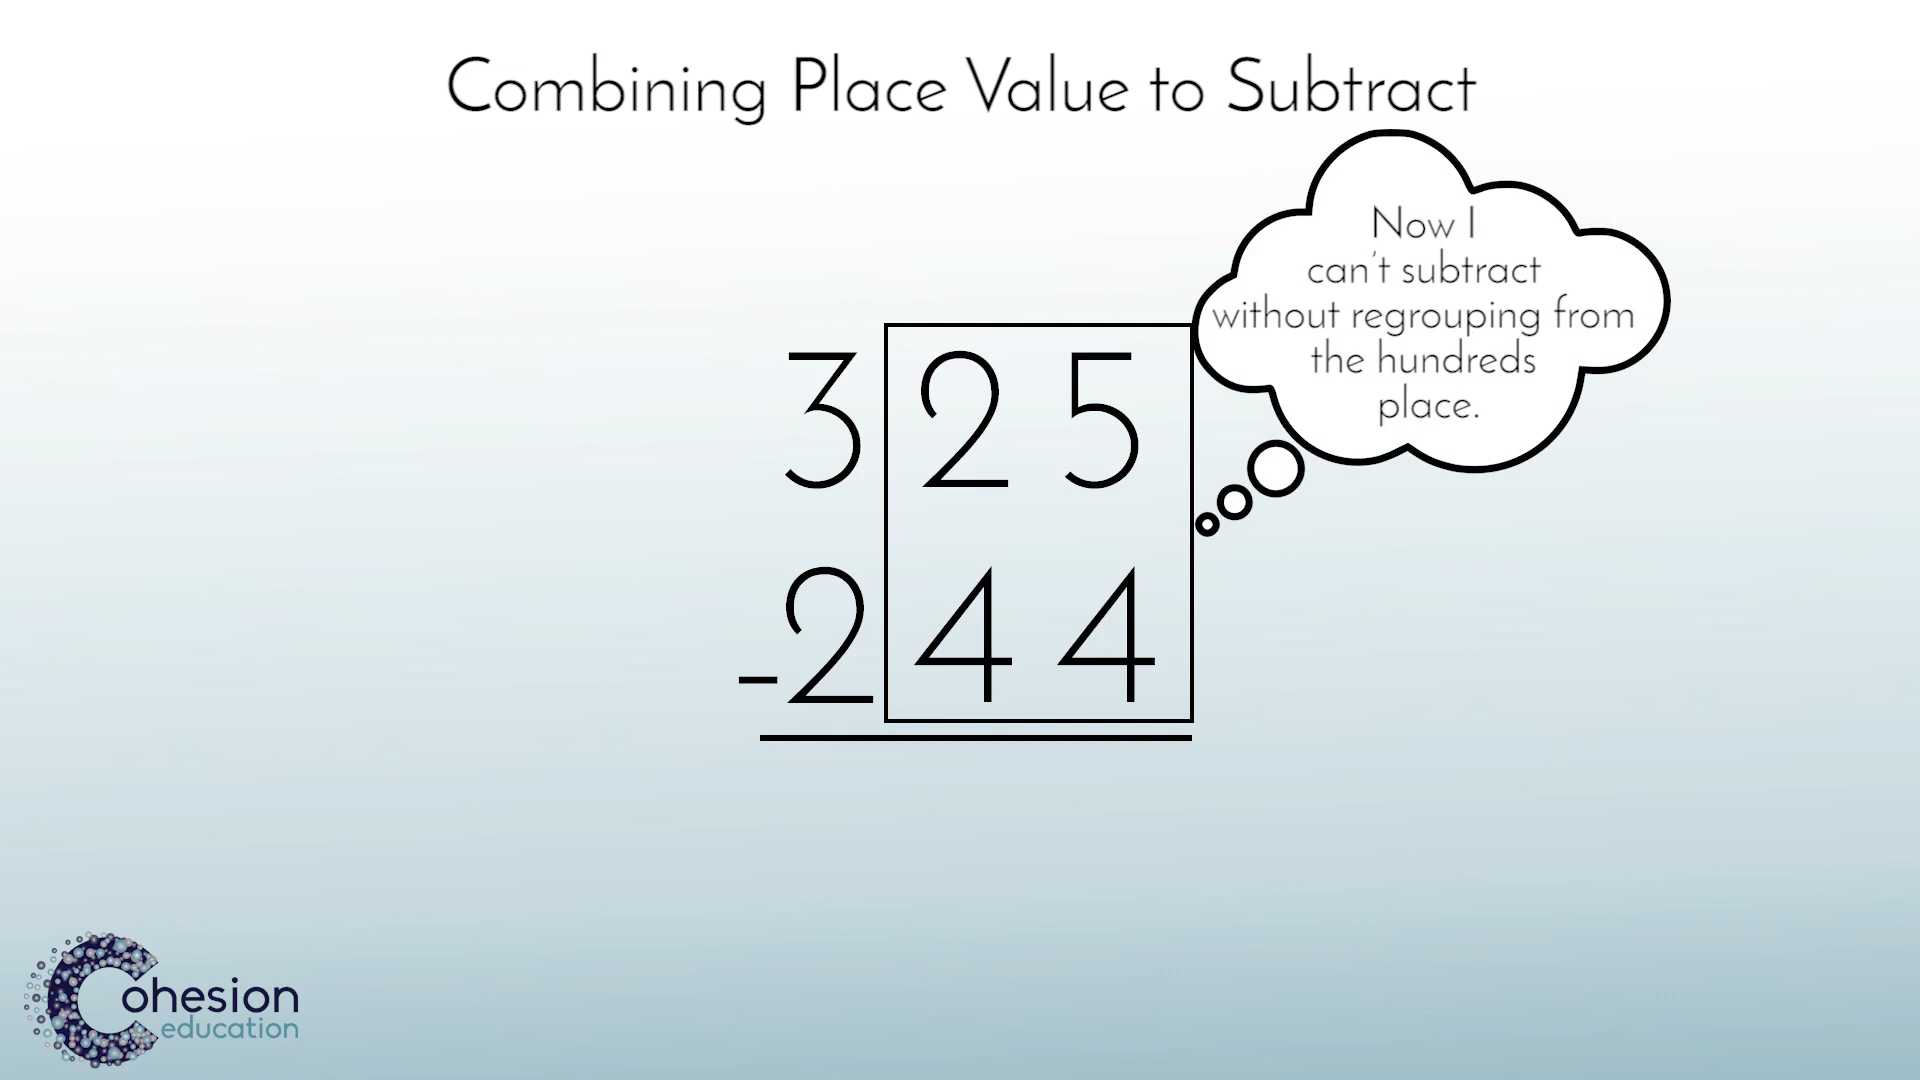 Combining Place Value to Subtract
Now I
can't subtract
without regrouping from
the hundreds
place.
3 2 5
-2 4 4
Cohesion
education